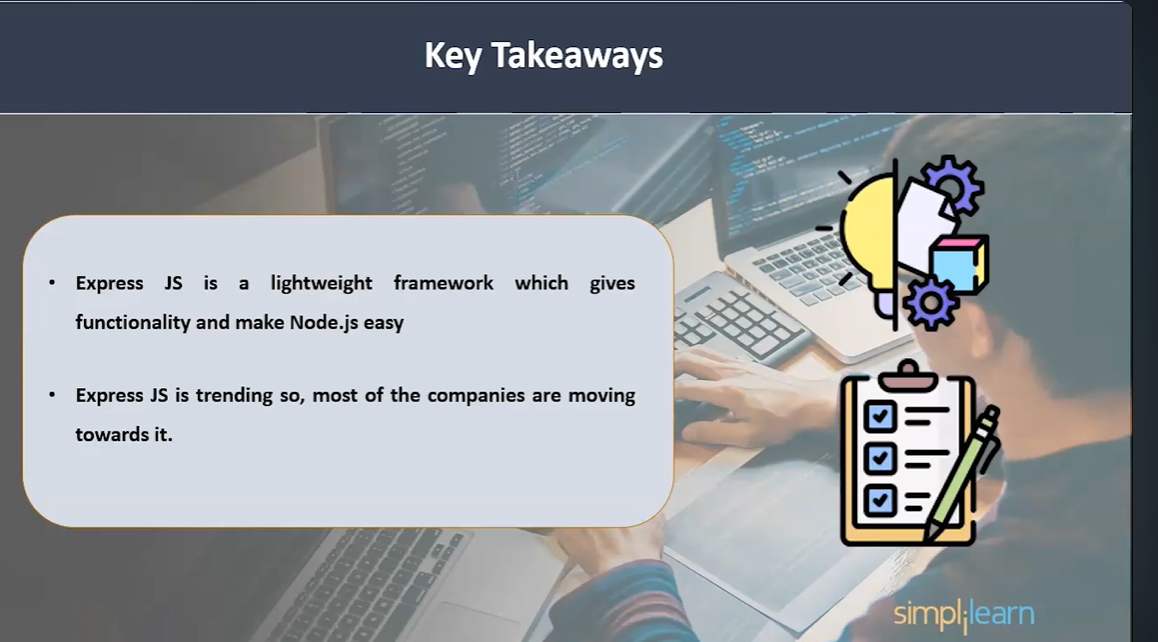 Key Takeaways
• Express JS is a lightweight framework which gives
functionality and make Node.js easy
• Express JS is trending so, most of the companies are moving
towards it.
simplilearn